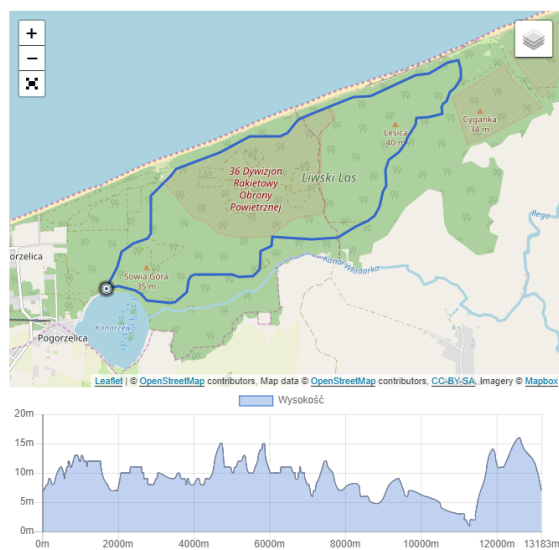 +
−
Cyganka
34 m
Lesica
40 m
36 Dywizjon
Rakietowy
Obrony
Powietrznej
Liwski Las
Rega
orzelica
Sowia Góra
35 m
Konarzewo
Pogorzelica
Leaflet | © OpenStreetMap contributors, Map data © OpenStreetMap contributors, CC-BY-SA, Imagery © Mapbox
Wysokość
20m
15m
10m
5m
0m
0m 2000m 4000m 6000m 8000m 10000m 12000m 13183m